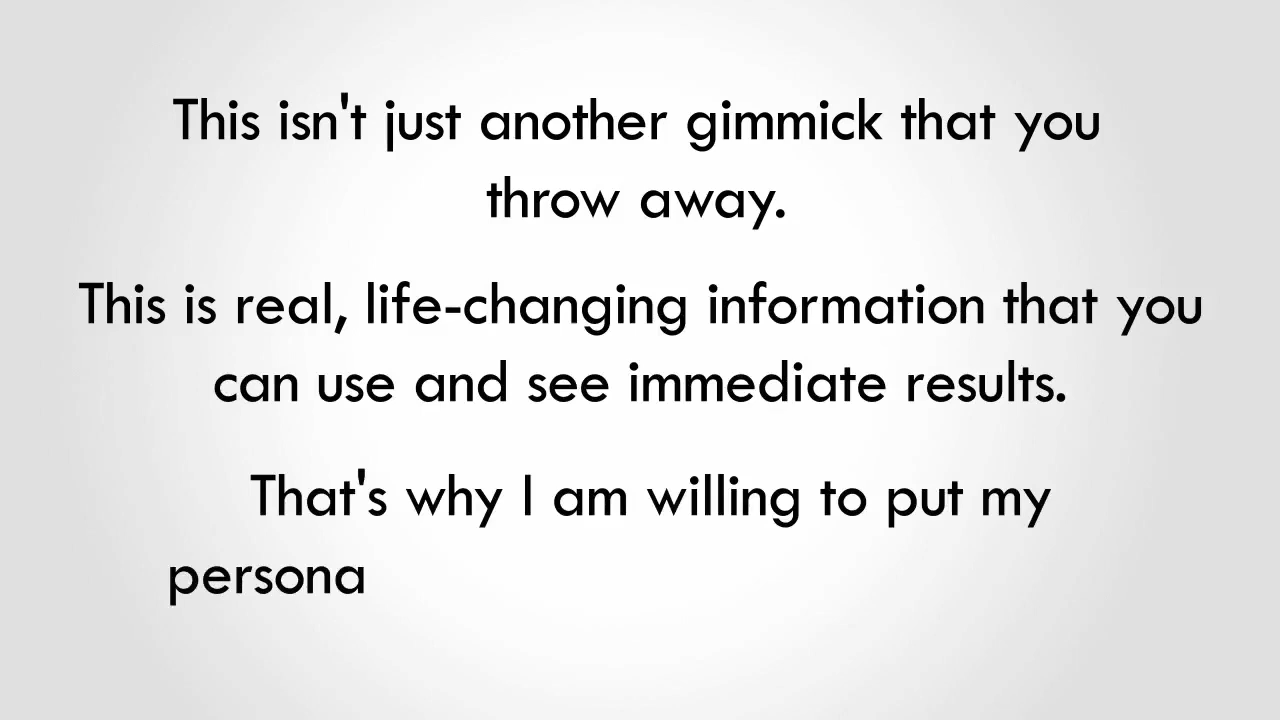 This isn't just another gimmick that you
throw away.
This is real, life-changing information that you
can use and see immediate results.
That's why I am willing to put my
persona